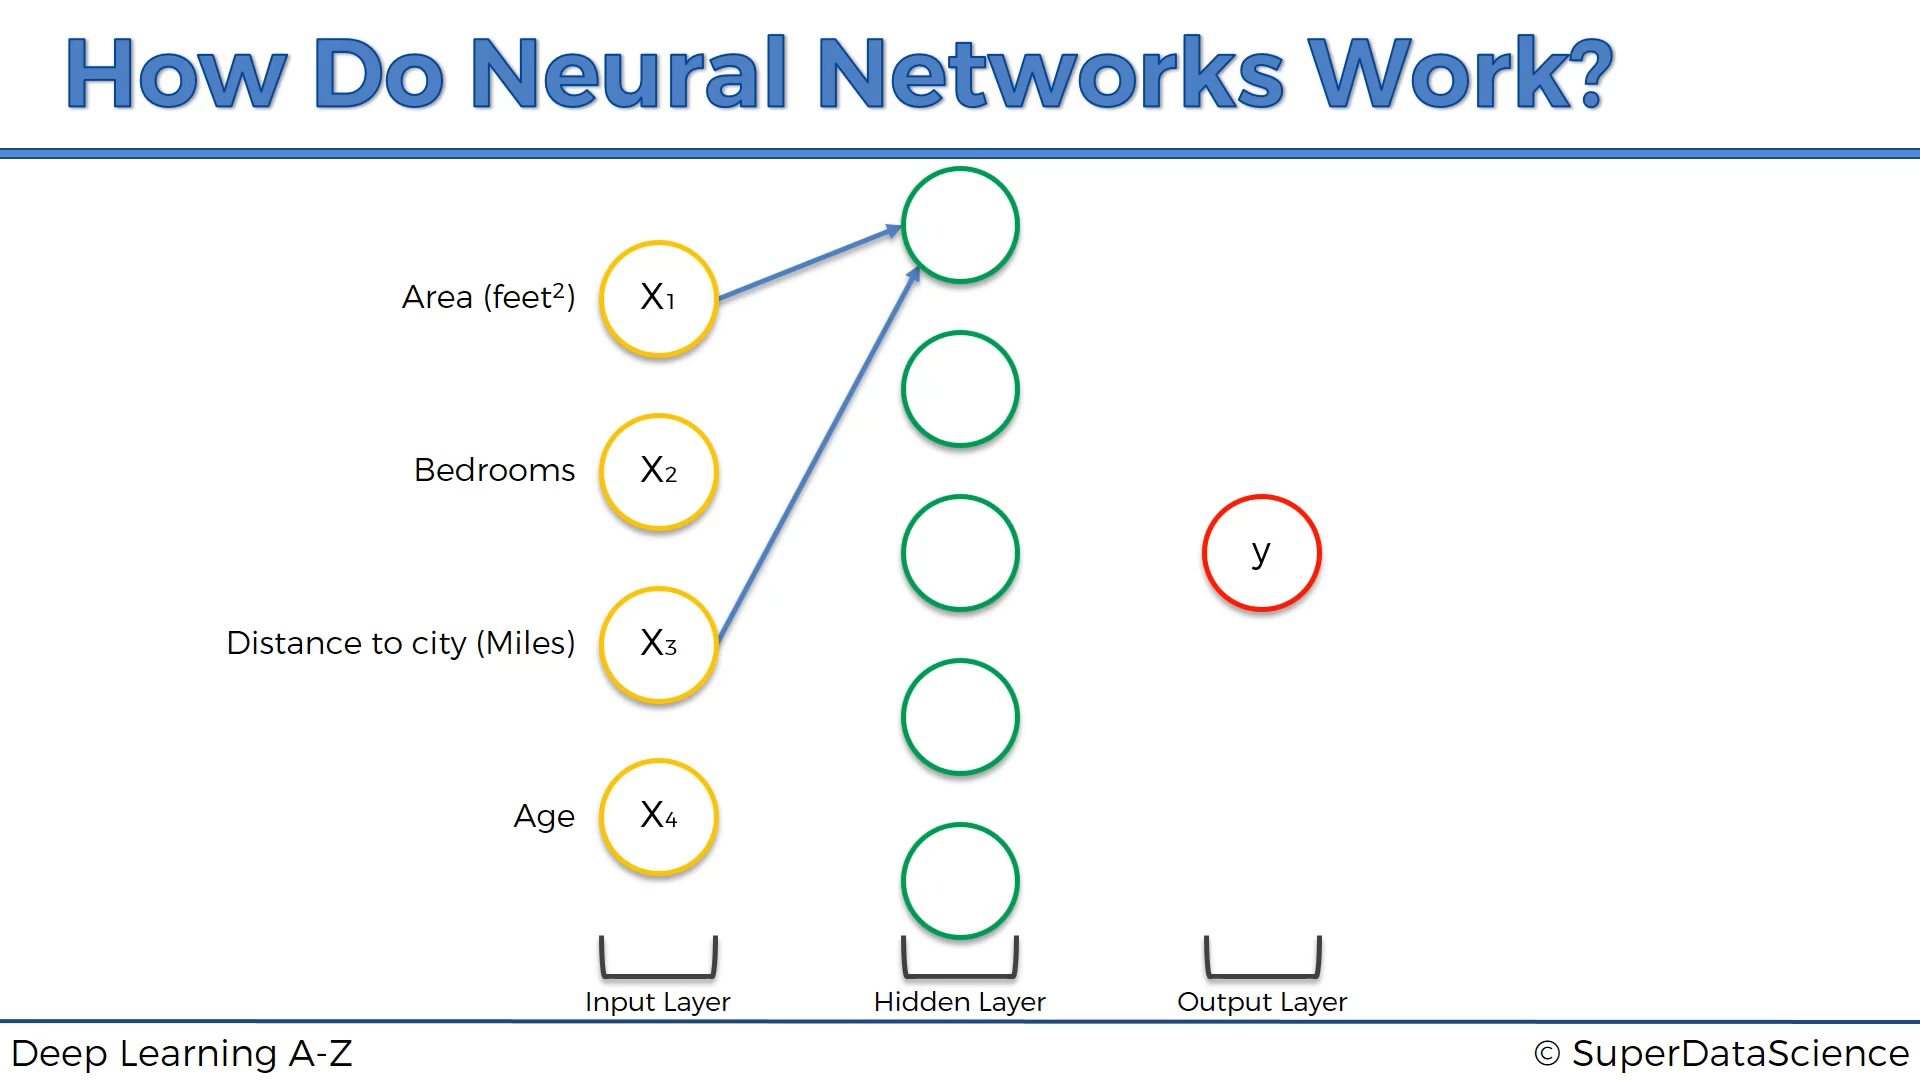 How Do Neural Networks Work?
Area (feet²) X₁
Bedrooms X₂
Distance to city (Miles) X₃
y
Age X₄
Input Layer Hidden Layer Output Layer
Deep Learning A-Z © SuperDataScience